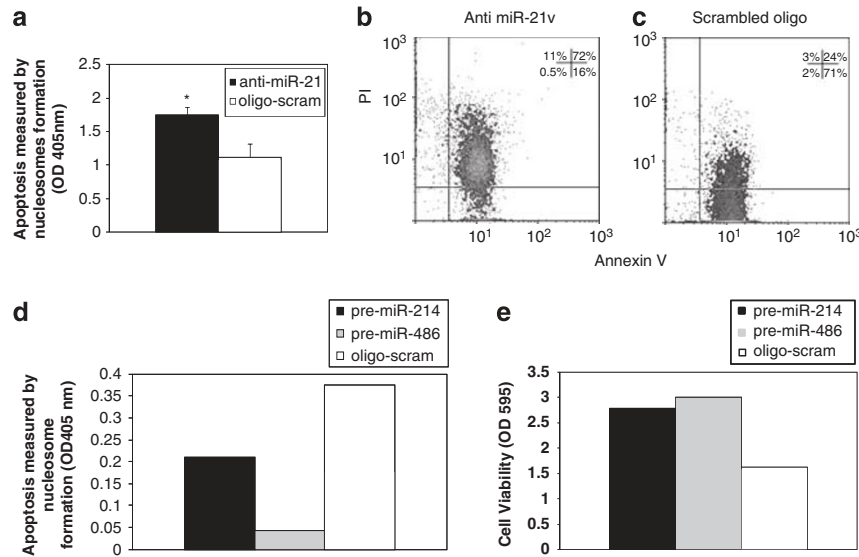 a
Apoptosis measured by
nucleosomes formation
(OD 405nm)
2.5
2
1.5
1
0.5
0
*
anti-miR-21
oligo-scram
b
Anti miR-21v
PI
10³
10²
10¹
11% 72%
0.5% 16%
10¹ 10² 10³
c
Scrambled oligo
10³
10²
10¹
3% 24%
2% 71%
10¹ 10² 10³
Annexin V
d
pre-miR-214
pre-miR-486
oligo-scram
Apoptosis measured by
nucleosome
formation (OD405 nm)
0.4
0.35
0.3
0.25
0.2
0.15
0.1
0.05
0
e
pre-miR-214
pre-miR-486
oligo-scram
Cell Viability (OD 595)
3.5
3
2.5
2
1.5
1
0.5
0